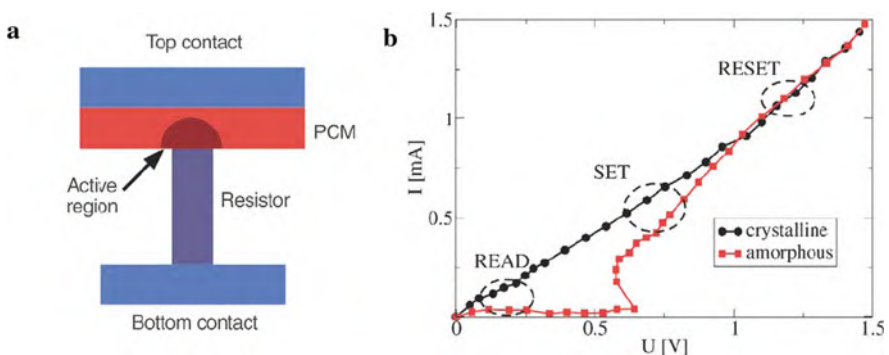 a
Top contact
PCM
Active
region
Resistor
Bottom contact
b
1.5
1
0.5
0
I [mA]
RESET
SET
READ
crystalline
amorphous
0
0.5
1
1.5
U [V]